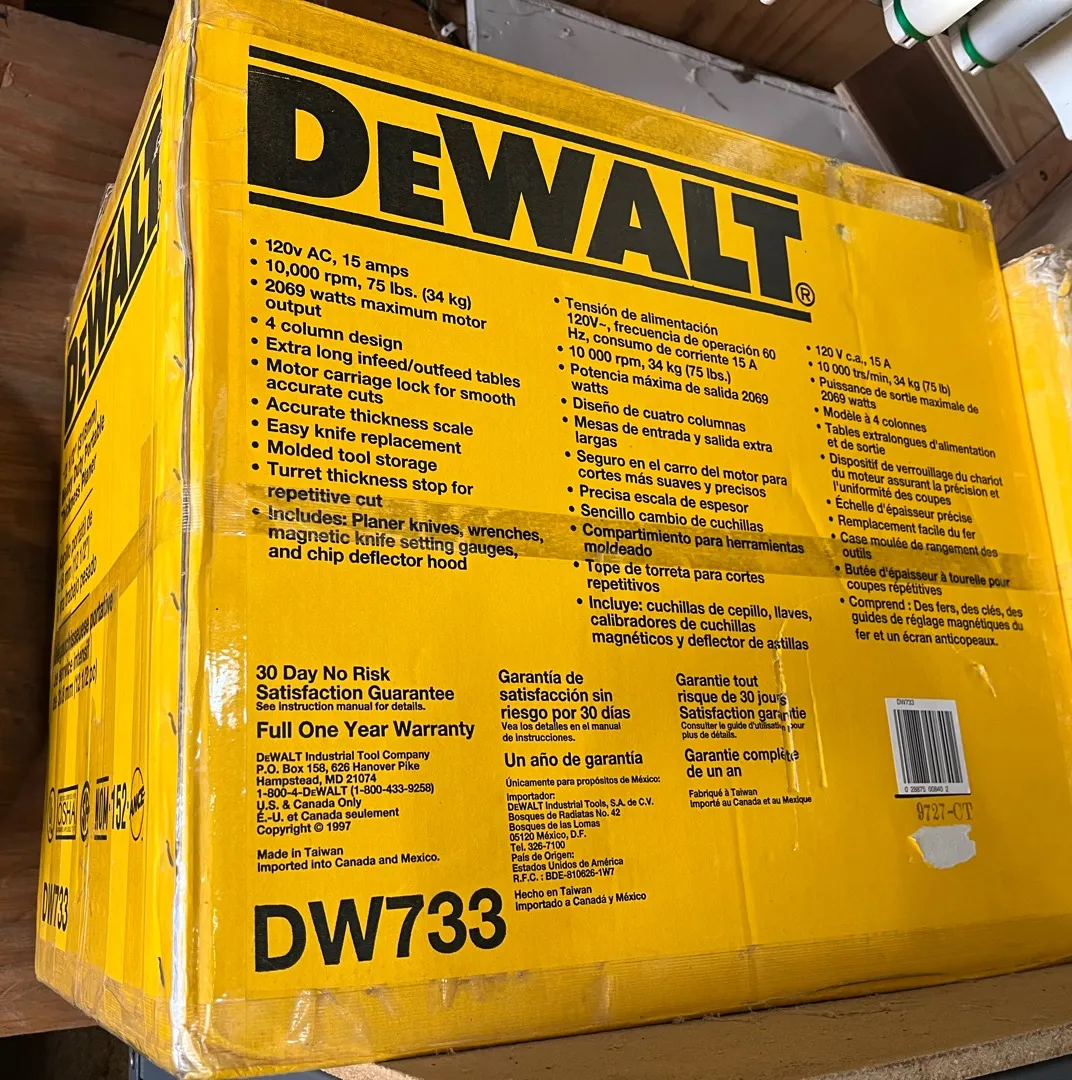 DEWALT®
• 120v AC, 15 amps
• 10,000 rpm, 75 lbs. (34 kg)
• 2069 watts maximum motor
output
• 4 column design
• Extra long infeed/outfeed tables
• Motor carriage lock for smooth
accurate cuts
• Accurate thickness scale
• Easy knife replacement
• Molded tool storage
• Turret thickness stop for
repetitive cut
• Includes: Planer knives, wrenches,
magnetic knife setting gauges,
and chip deflector hood
• Tensión de alimentación
120V~, frecuencia de operación 60
Hz, consumo de corriente 15 A
• 10 000 rpm, 34 kg (75 lbs.)
• Potencia máxima de salida 2069
watts
• Diseño de cuatro columnas
• Mesas de entrada y salida extra
largas
• Seguro en el carro del motor para
cortes más suaves y precisos
• Precisa escala de espesor
• Sencillo cambio de cuchillas
• Compartimiento para herramientas
moldeado
• Tope de torreta para cortes
repetitivos
• Incluye: cuchillas de cepillo, llaves,
calibradores de cuchillas
magnéticos y deflector de astillas
• 120 V c.a., 15 A
• 10 000 trs/min, 34 kg (75 lb)
• Puissance de sortie maximale de
2069 watts
• Modèle à 4 colonnes
• Tables extralongues d'alimentation
et de sortie
• Dispositif de verrouillage du chariot
du moteur assurant la précision et
l'uniformité des coupes
• Échelle d'épaisseur précise
• Remplacement facile du fer
• Case moulée de rangement des
outils
• Butée d'épaisseur à tourelle pour
coupes répétitives
• Comprend : Des fers, des clés, des
guides de réglage magnétiques du
fer et un écran anticopeaux.
30 Day No Risk
Satisfaction Guarantee
See instruction manual for details.
Full One Year Warranty
DEWALT Industrial Tool Company
P.O. Box 158, 626 Hanover Pike
Hampstead, MD 21074
1-800-4-DEWALT (1-800-433-9258)
U.S. & Canada Only
É.-U. et Canada seulement
Copyright © 1997
Made in Taiwan
Imported into Canada and Mexico.
DW733
Garantía de
satisfacción sin
riesgo por 30 días
Vea los detalles en el manual
de instrucciones.
Un año de garantía
Únicamente para propósitos de México:
Importador:
DEWALT Industrial Tools, S.A. de C.V.
Bosques de Radiatas No. 42
Bosques de las Lomas
05120 México, D.F.
Tel. 326-7100
País de Origen:
Estados Unidos de América
R.F.C. : BDE-810626-1W7
Hecho en Taiwan
Importado a Canadá y México
Garantie tout
risque de 30 jours
Satisfaction garantie
Consulter le guide d'utilisation pour
plus de détails.
Garantie complète
de un an
Fabriqué à Taiwan
Importé au Canada et au Mexique
DW733
0 28875 00840 2
9727-CT
DEWALT
Planer
portative
OSHA
NOM-152-ANCE
DW733